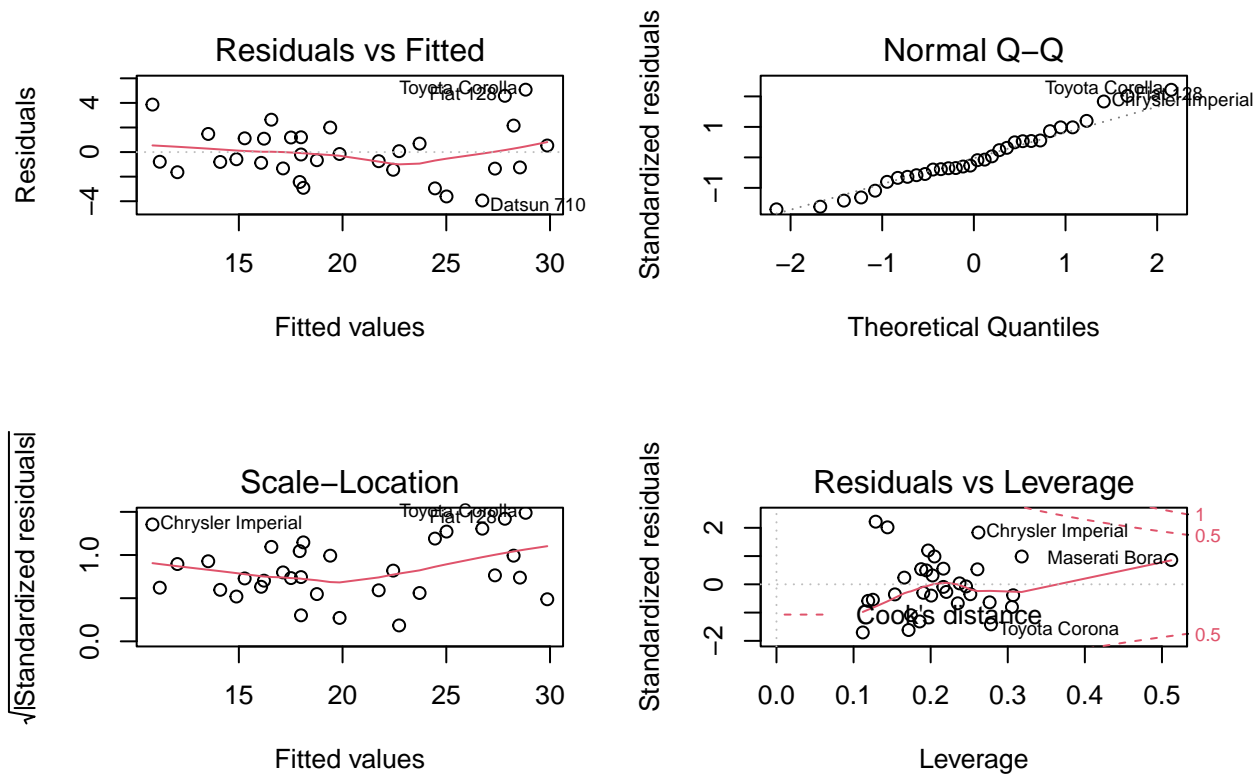 Residuals vs Fitted
Residuals
4
0
−4
Toyota Corolla
Fiat 128
Datsun 710
15
20
25
30
Fitted values
Normal Q−Q
Standardized residuals
1
−1
Toyota Corolla
Fiat 128
Chrysler Imperial
−2
−1
0
1
2
Theoretical Quantiles
Scale−Location
√|Standardized residuals|
1.0
0.0
Chrysler Imperial
Toyota Corolla
Fiat 128
15
20
25
30
Fitted values
Residuals vs Leverage
Standardized residuals
2
0
−2
Chrysler Imperial
Maserati Bora
Toyota Corona
Cook's distance
1
0.5
0.5
0.0
0.1
0.2
0.3
0.4
0.5
Leverage